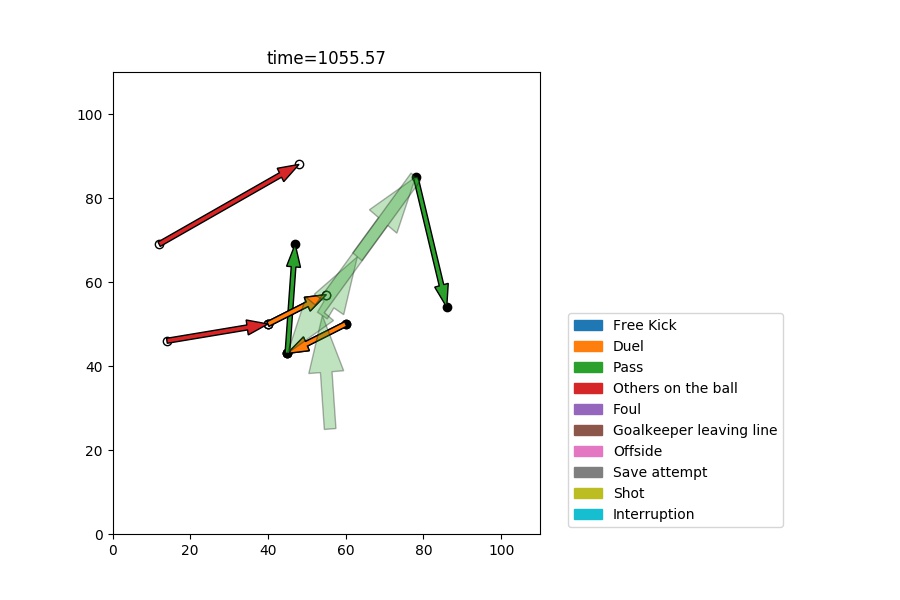 time=1055.57
100
80
60
40
20
0
0 20 40 60 80 100
Free Kick
Duel
Pass
Others on the ball
Foul
Goalkeeper leaving line
Offside
Save attempt
Shot
Interruption